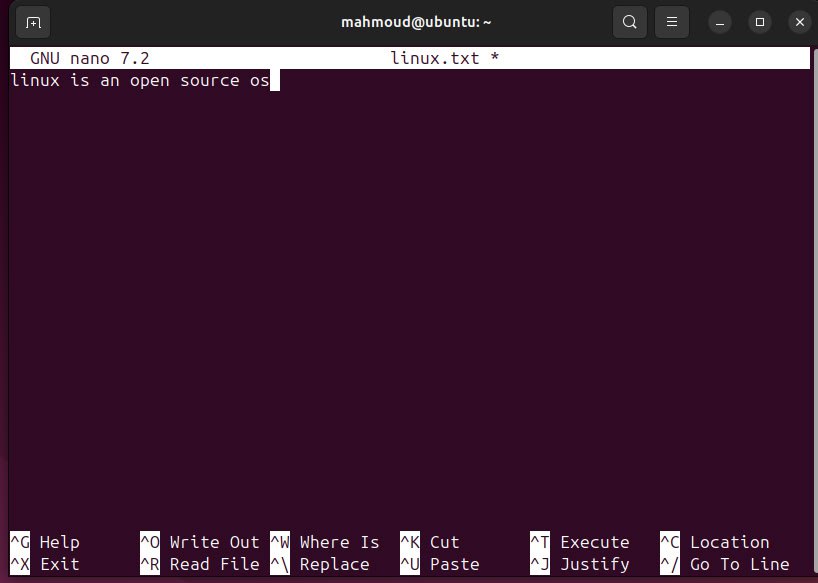 mahmoud@ubuntu: ~
GNU nano 7.2 linux.txt *
linux is an open source os
^G Help ^O Write Out ^W Where Is ^K Cut ^T Execute ^C Location
^X Exit ^R Read File ^\ Replace ^U Paste ^J Justify ^/ Go To Line